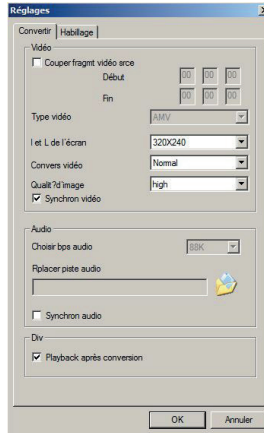 Réglages
Convertir Habillage
Vidéo
Couper fragmt vidéo srce
Début 00 00 00
Fin 00 00 00
Type vidéo AMV
l et L de l'écran 320X240
Convers vidéo Normal
Qualit?d'image high
Synchron vidéo
Audio
Choisir bps audio 88K
Rplacer piste audio
Synchron audio
Div
Playback après conversion
OK Annuler